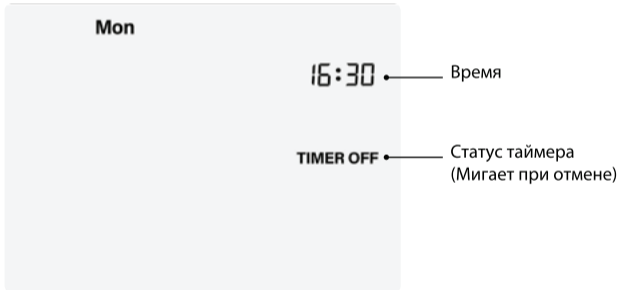 Mon
16:30
Время
TIMER OFF
Статус таймера
(Мигает при отмене)